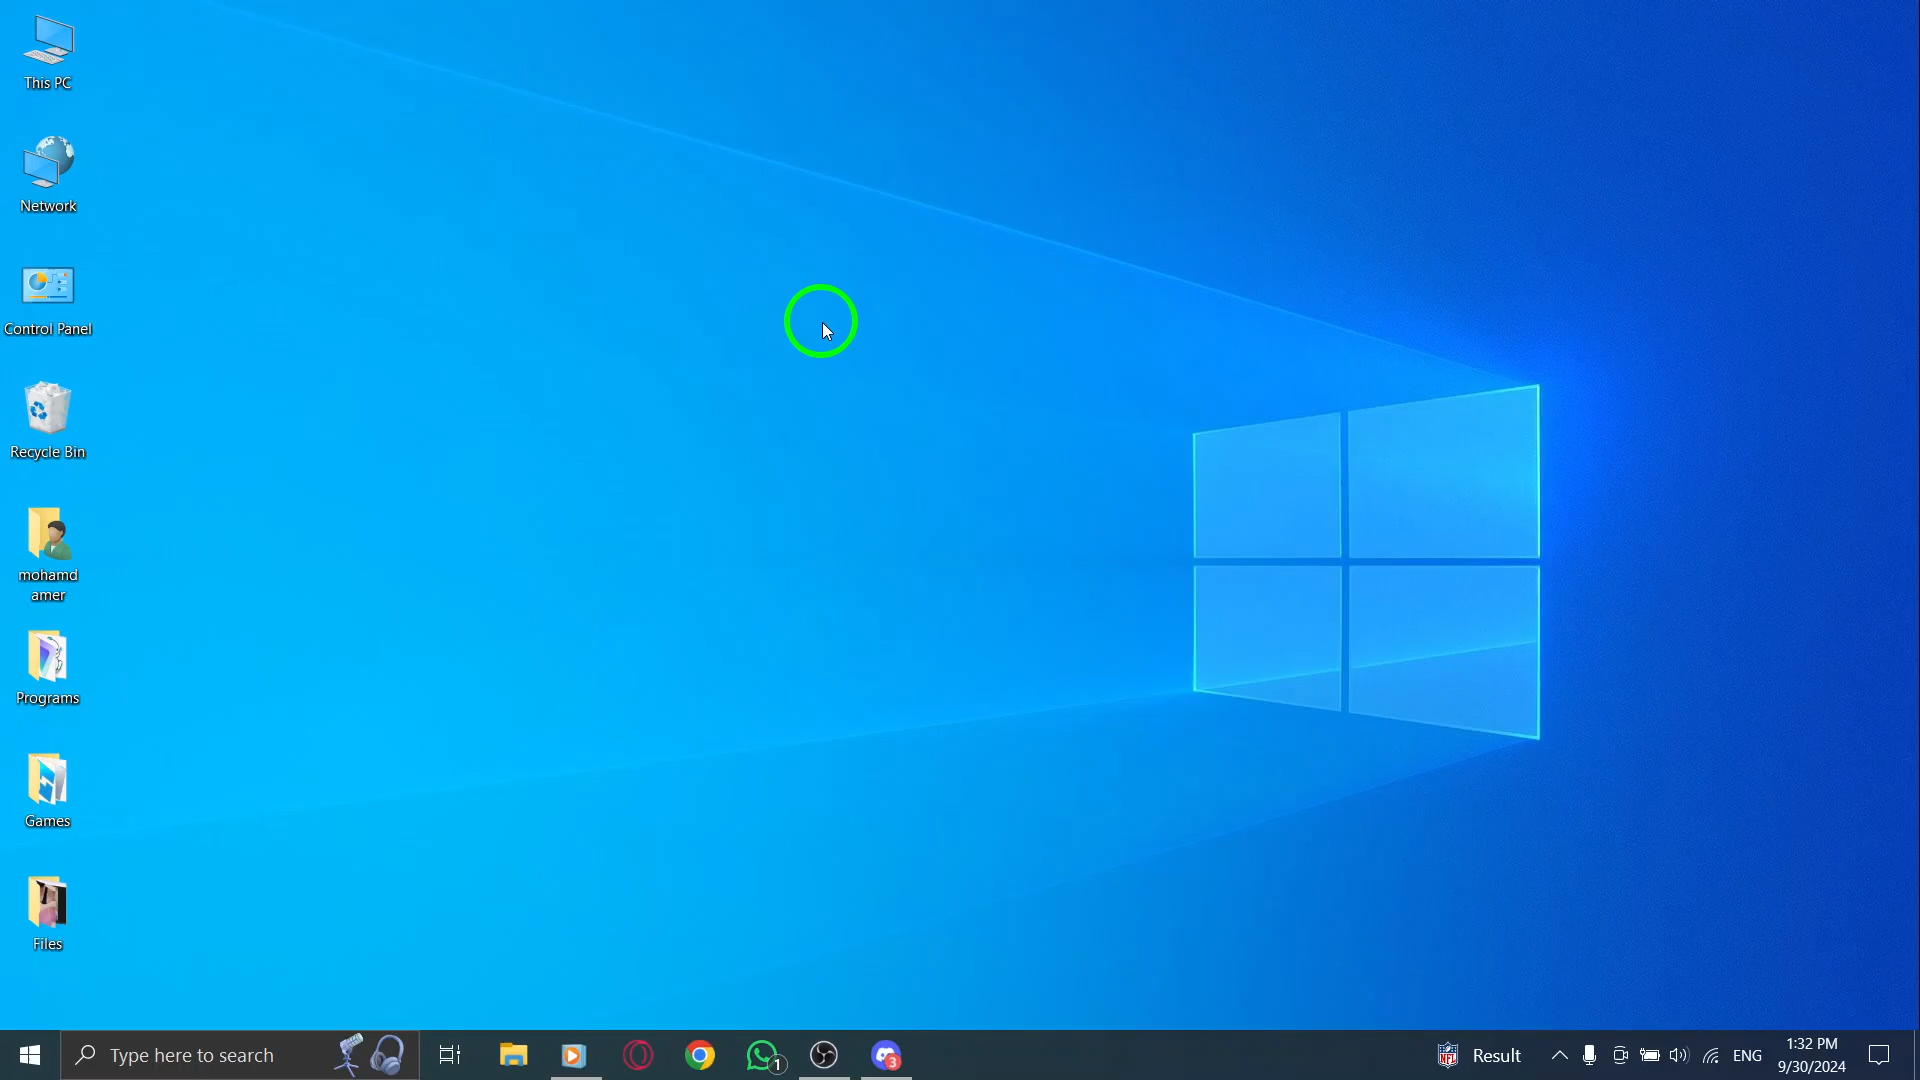 This PC
Network
Control Panel
Recycle Bin
mohamd
amer
Programs
Games
Files
Type here to search
1
3
NFL
Result
ENG
1:32 PM
9/30/2024